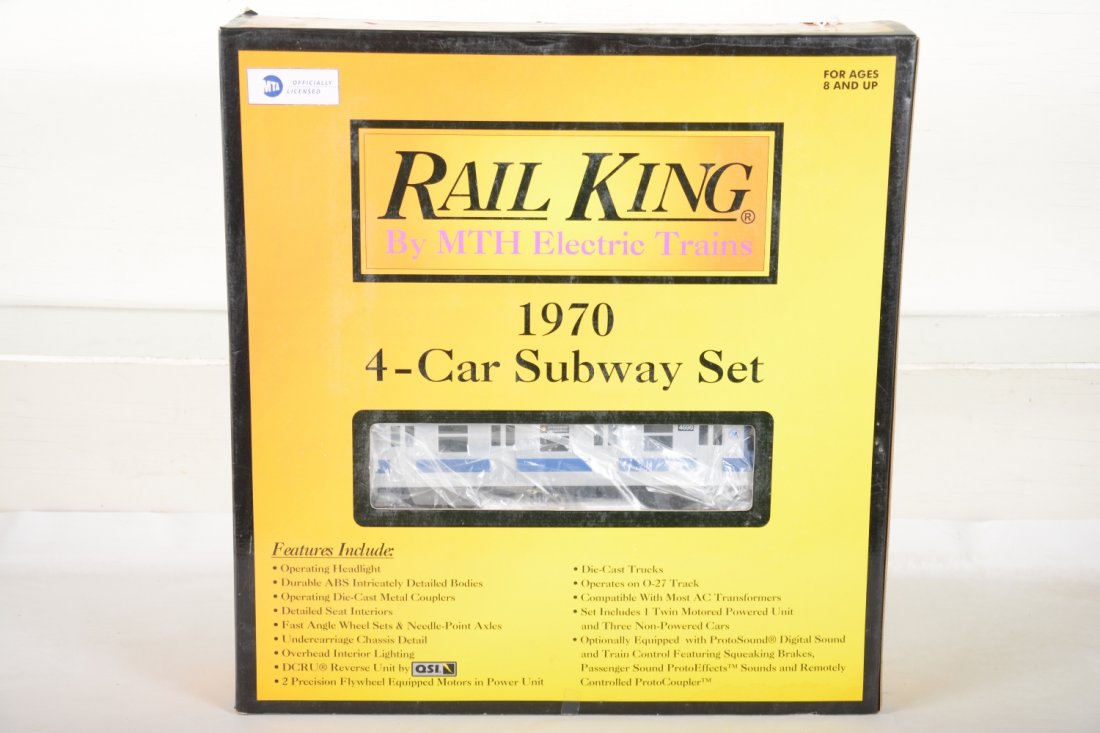 MTA OFFICIALLY
LICENSED
FOR AGES
8 AND UP
RAIL KING®
By MTH Electric Trains
1970
4-Car Subway Set
4699
Features Include:
• Operating Headlight
• Durable ABS Intricately Detailed Bodies
• Operating Die-Cast Metal Couplers
• Detailed Seat Interiors
• Fast Angle Wheel Sets & Needle-Point Axles
• Undercarriage Chassis Detail
• Overhead Interior Lighting
• DCRU® Reverse Unit by QSI
• 2 Precision Flywheel Equipped Motors in Power Unit
• Die-Cast Trucks
• Operates on O-27 Track
• Compatible With Most AC Transformers
• Set Includes 1 Twin Motored Powered Unit
and Three Non-Powered Cars
• Optionally Equipped with ProtoSound® Digital Sound
and Train Control Featuring Squeaking Brakes,
Passenger Sound ProtoEffects™ Sounds and Remotely
Controlled ProtoCoupler™